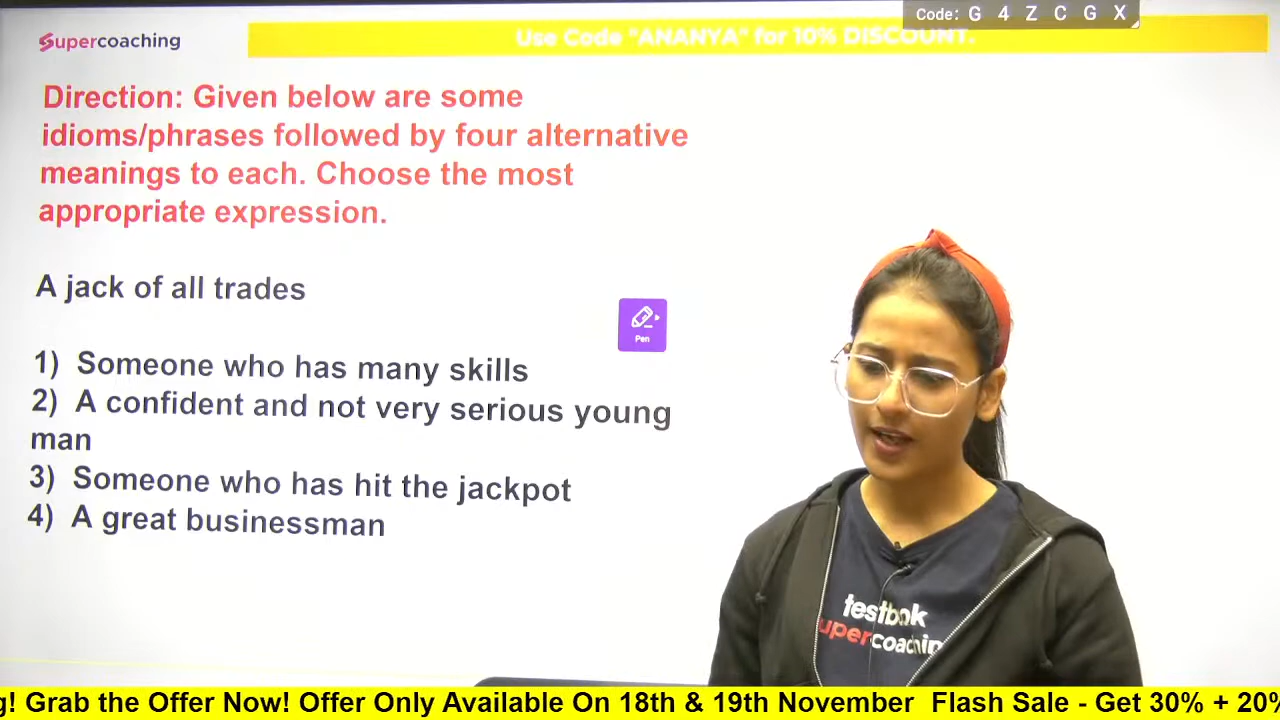 Code: G 4 Z C G X
Supercoaching
Use Code "ANANYA" for 10% DISCOUNT.
Direction: Given below are some
idioms/phrases followed by four alternative
meanings to each. Choose the most
appropriate expression.
A jack of all trades
Pen
1) Someone who has many skills
2) A confident and not very serious young
man
3) Someone who has hit the jackpot
4) A great businessman
testbook
supercoaching
g! Grab the Offer Now! Offer Only Available On 18th & 19th November Flash Sale - Get 30% + 20%